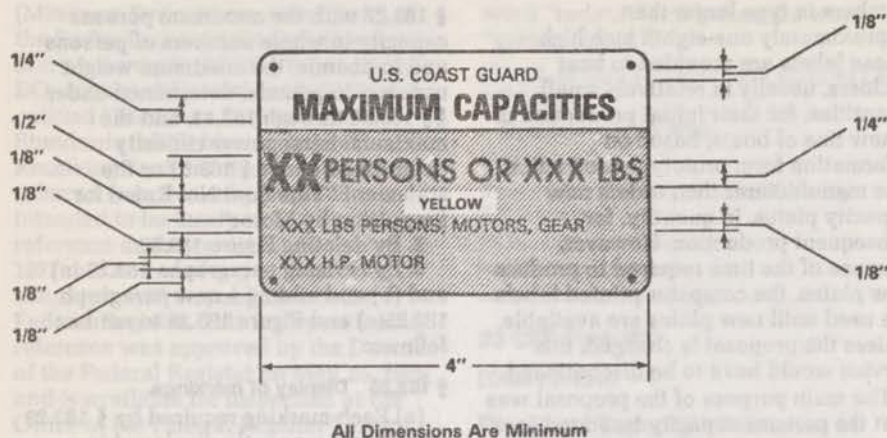 1/8"
1/4"
U.S. COAST GUARD
MAXIMUM CAPACITIES
1/2"
1/4"
1/8"
XX PERSONS OR XXX LBS
YELLOW
1/8"
XXX LBS PERSONS, MOTORS, GEAR
XXX H.P. MOTOR
1/8"
1/8"
1/8"
4"
All Dimensions Are Minimum